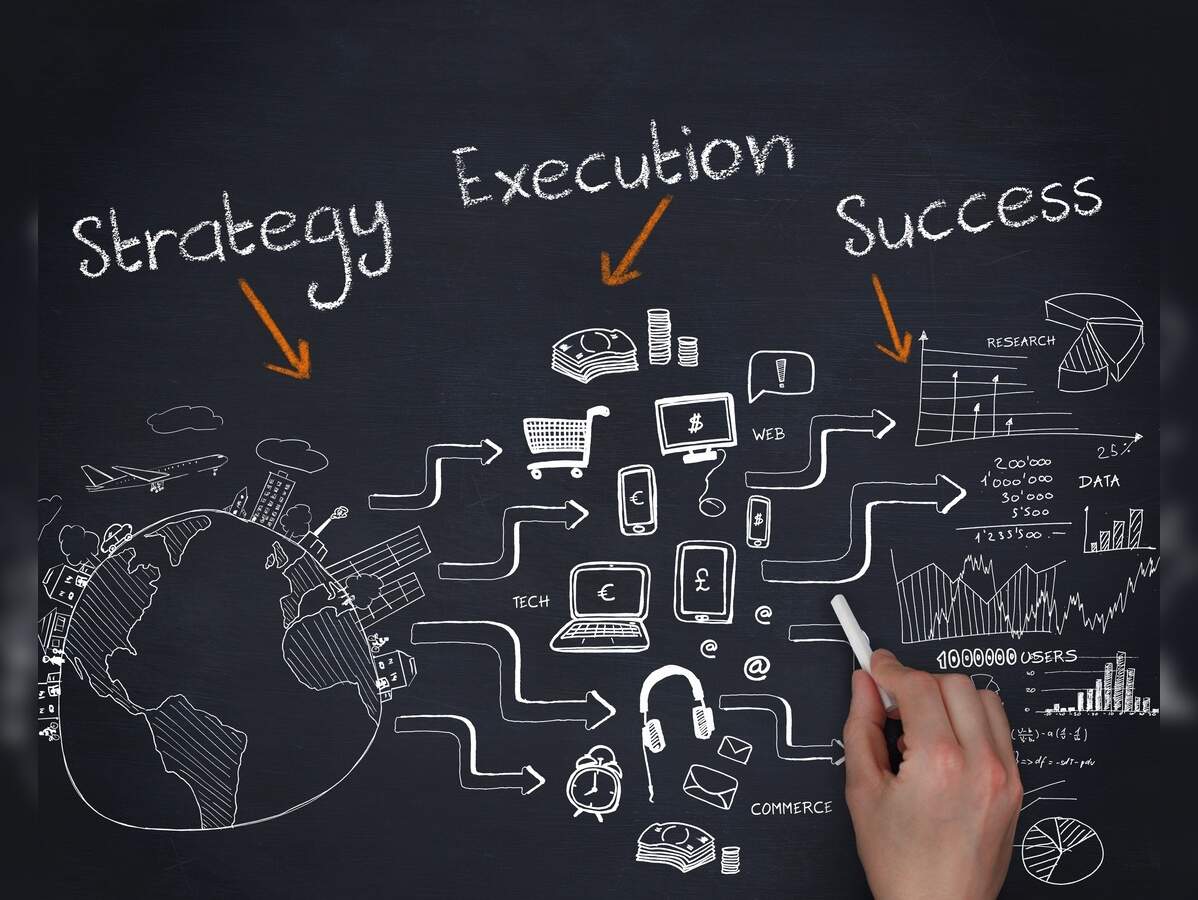 Strategy
Execution
Success
RESEARCH
!
$
WEB
25%
€
$
200'000
1'000'000
30'000
5'500
1'235'500.—
DATA
TECH
€
£
@
@
@
1000000 USERS
COMMERCE